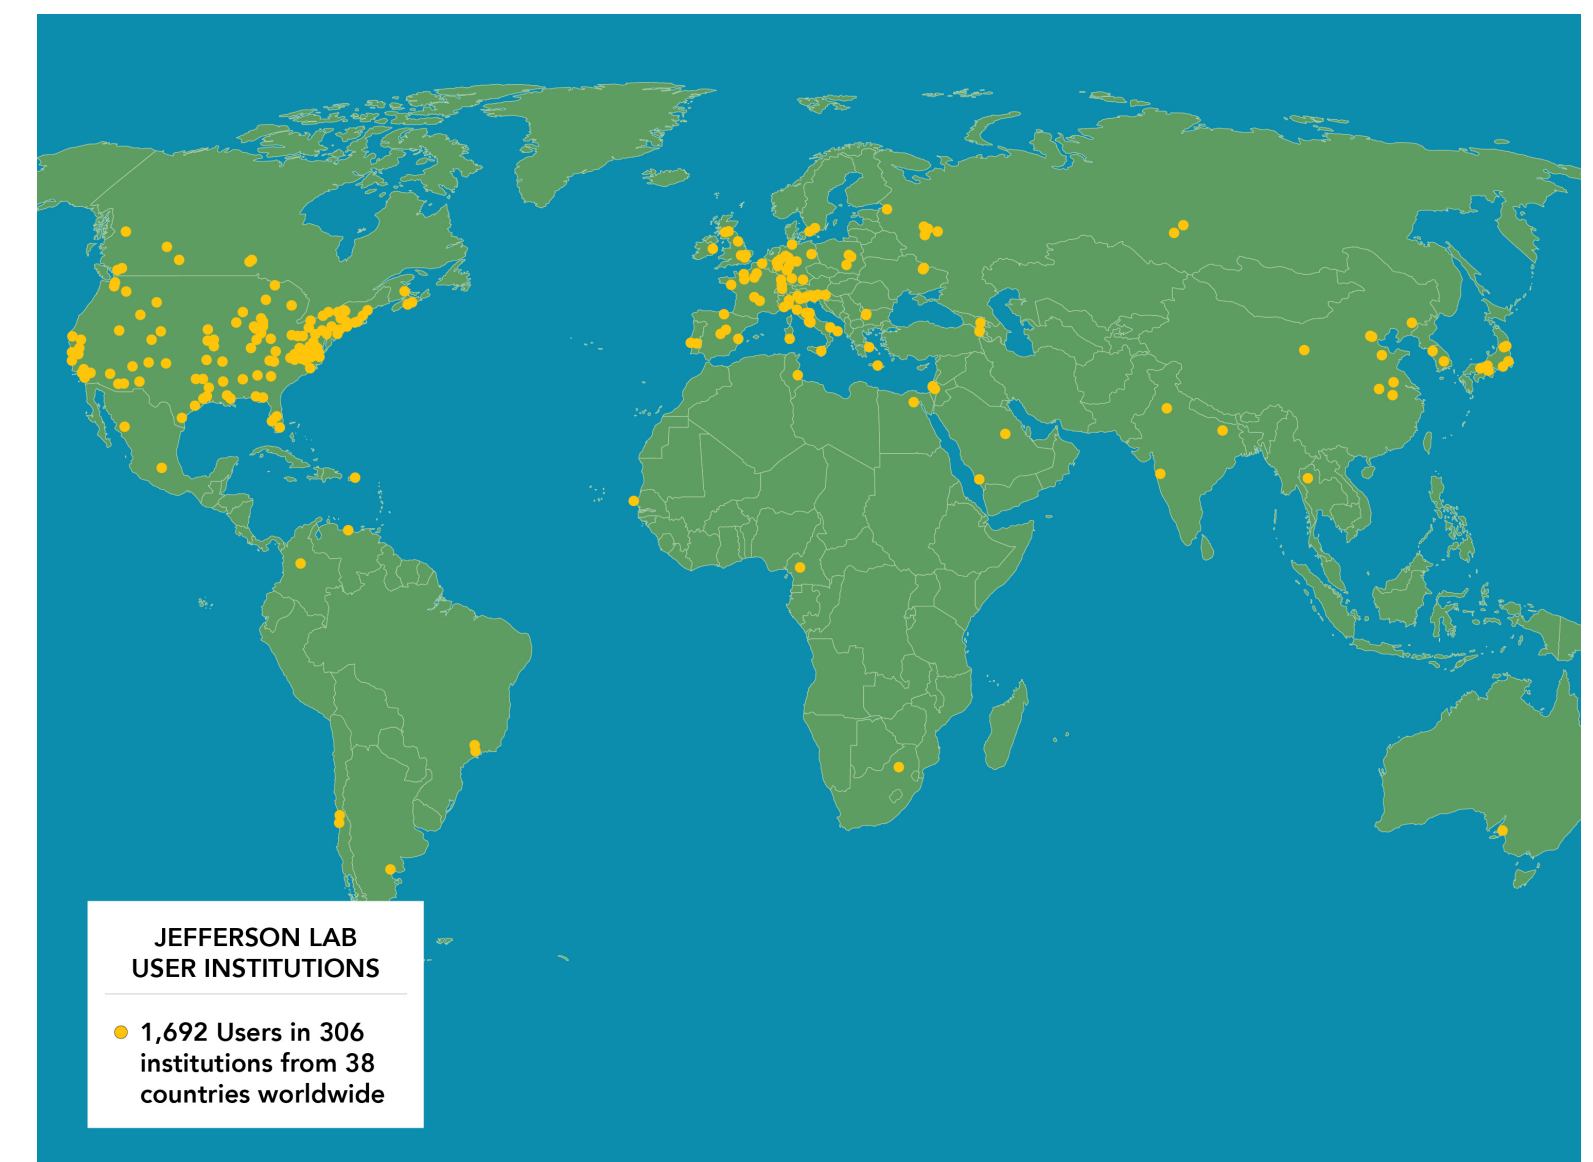 JEFFERSON LAB
USER INSTITUTIONS
1,692 Users in 306
institutions from 38
countries worldwide